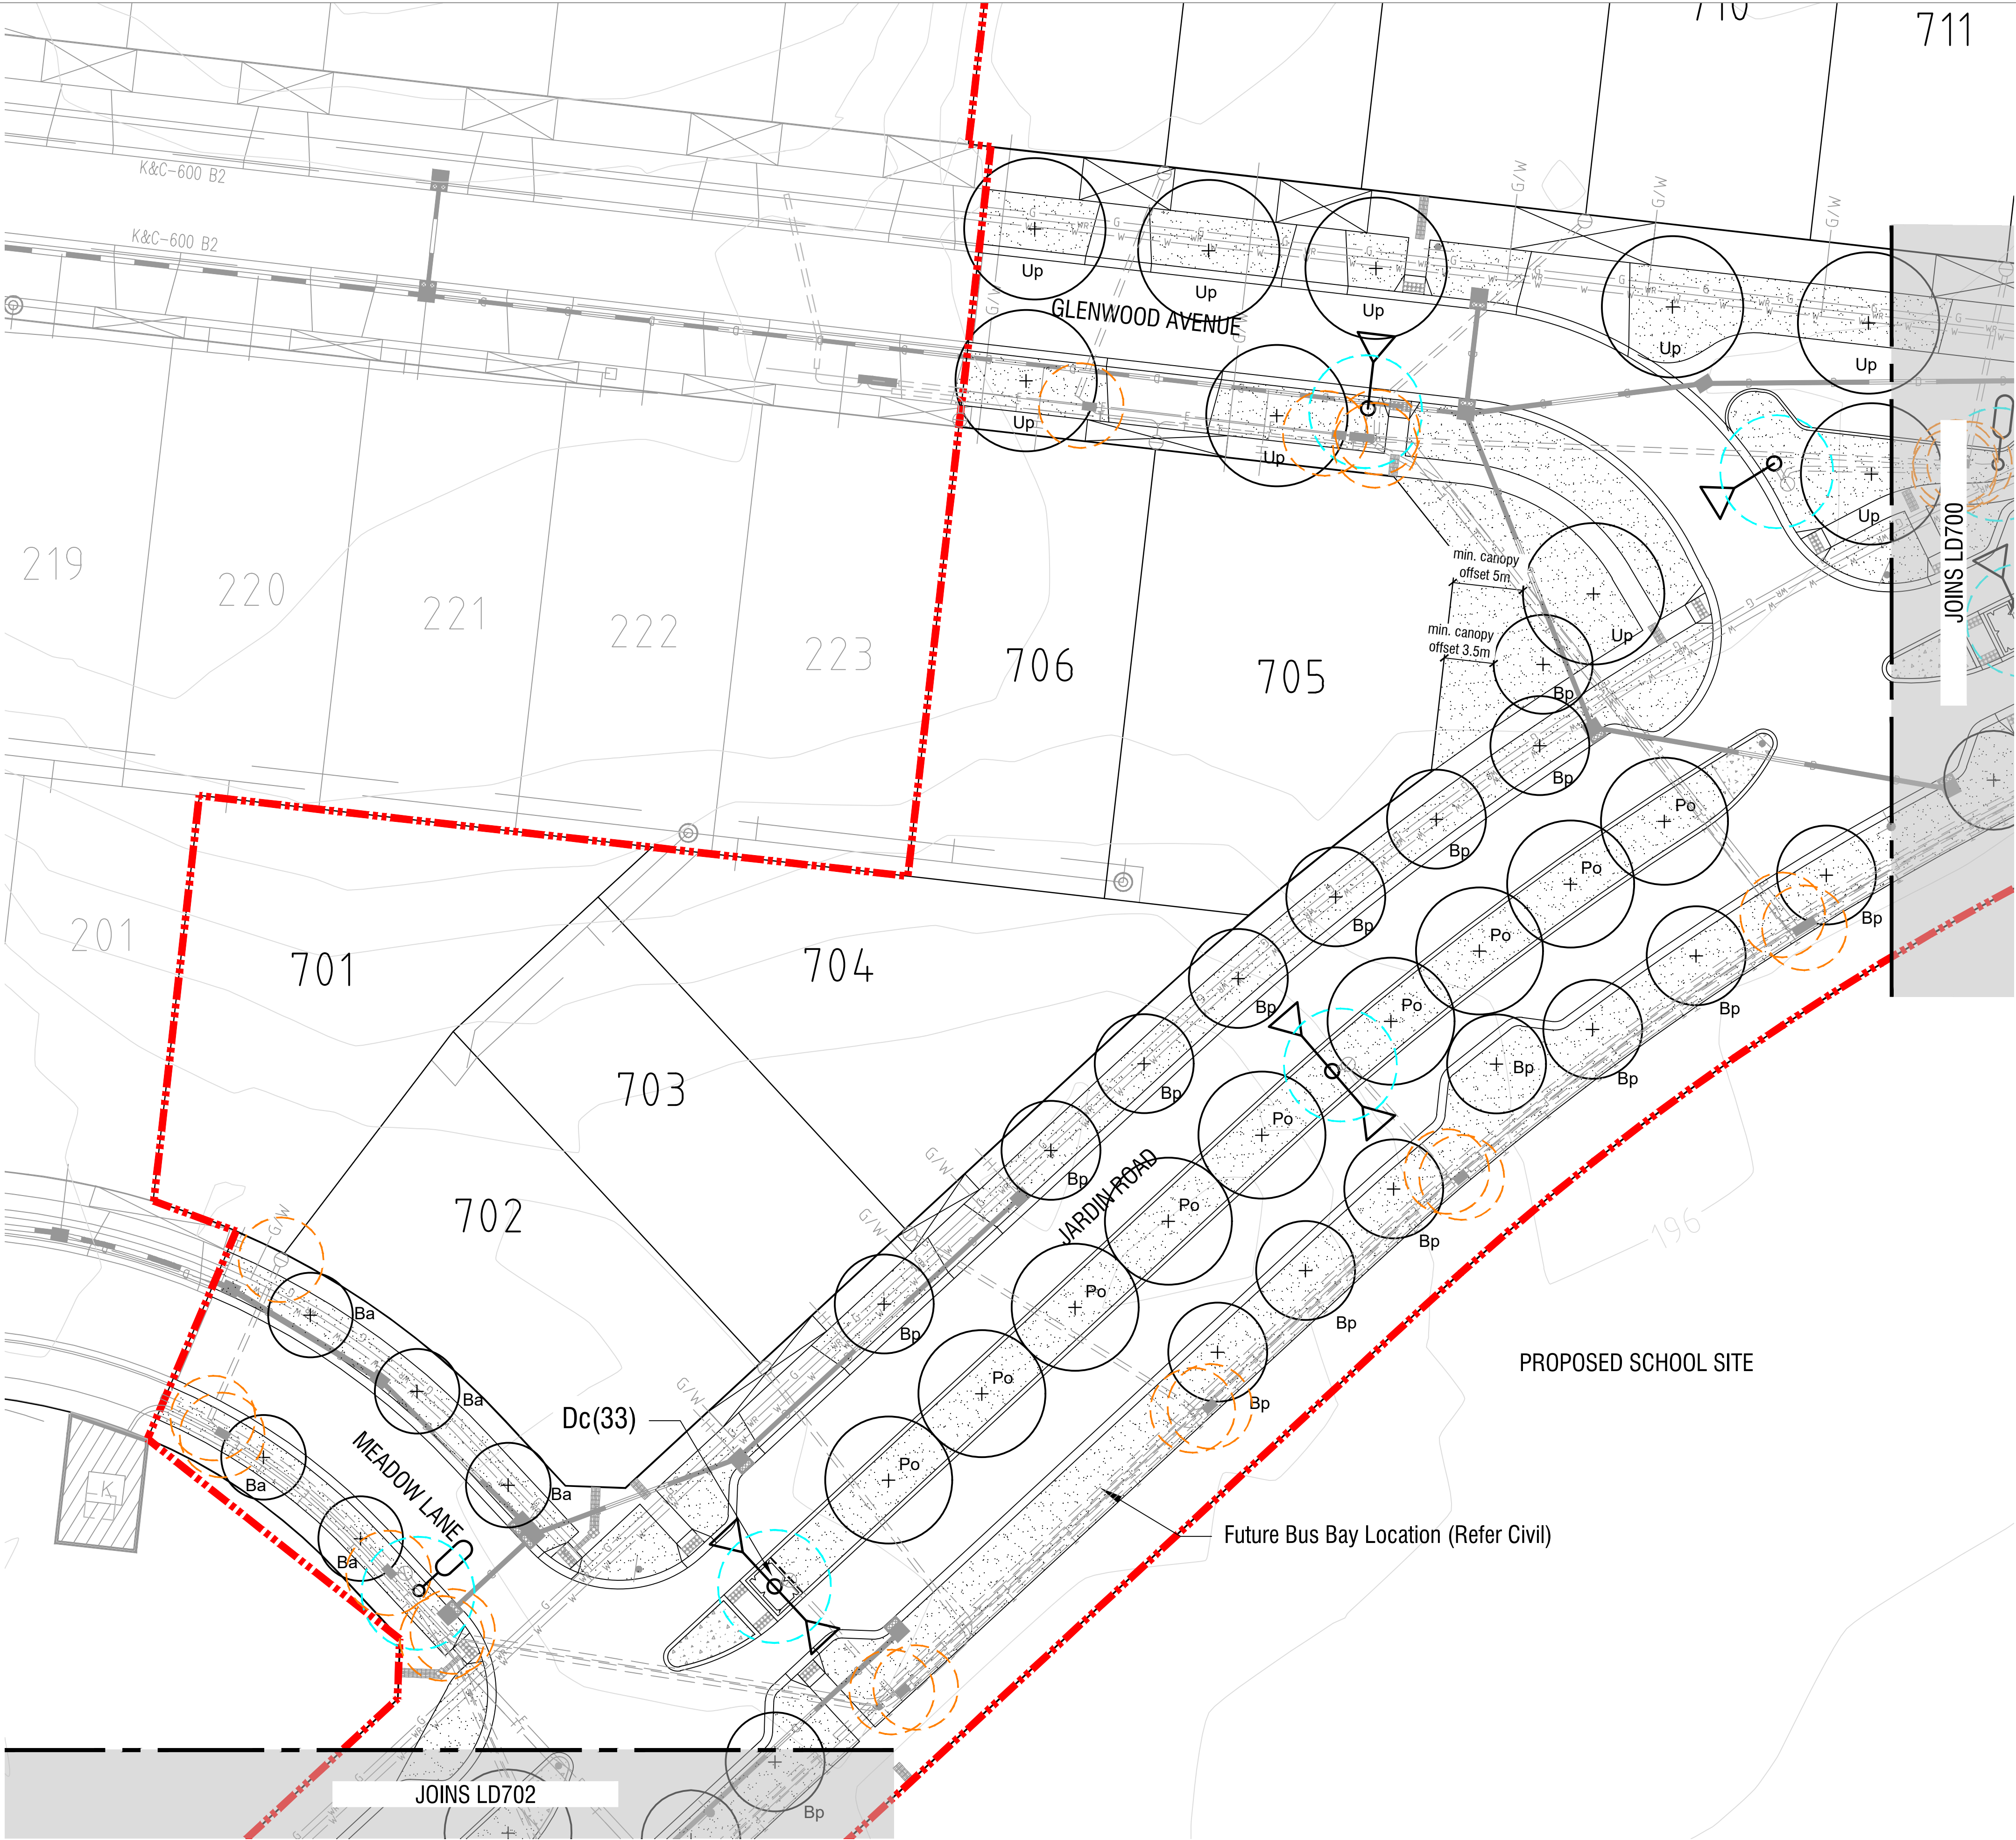 710
711
K&C-600 B2
K&C-600 B2
GLENWOOD AVENUE
Up
Up
Up
Up
Up
Up
Up
Up
Up
G/W
G/W
G/W
G/W
JOINS LD700
219
220
221
222
223
706
705
min. canopy
offset 5m
min. canopy
offset 3.5m
Bp
Bp
Bp
Bp
Bp
Bp
Bp
Bp
Po
Po
Po
Po
Po
Po
Po
Po
Po
Bp
Bp
Bp
Bp
Bp
Bp
Bp
Bp
201
701
704
703
702
G/W
G/W
G/W
G/W
JARDIN ROAD
196
PROPOSED SCHOOL SITE
Ba
Ba
Ba
Ba
Ba
MEADOW LANE
K
Dc(33)
Future Bus Bay Location (Refer Civil)
JOINS LD702
Bp